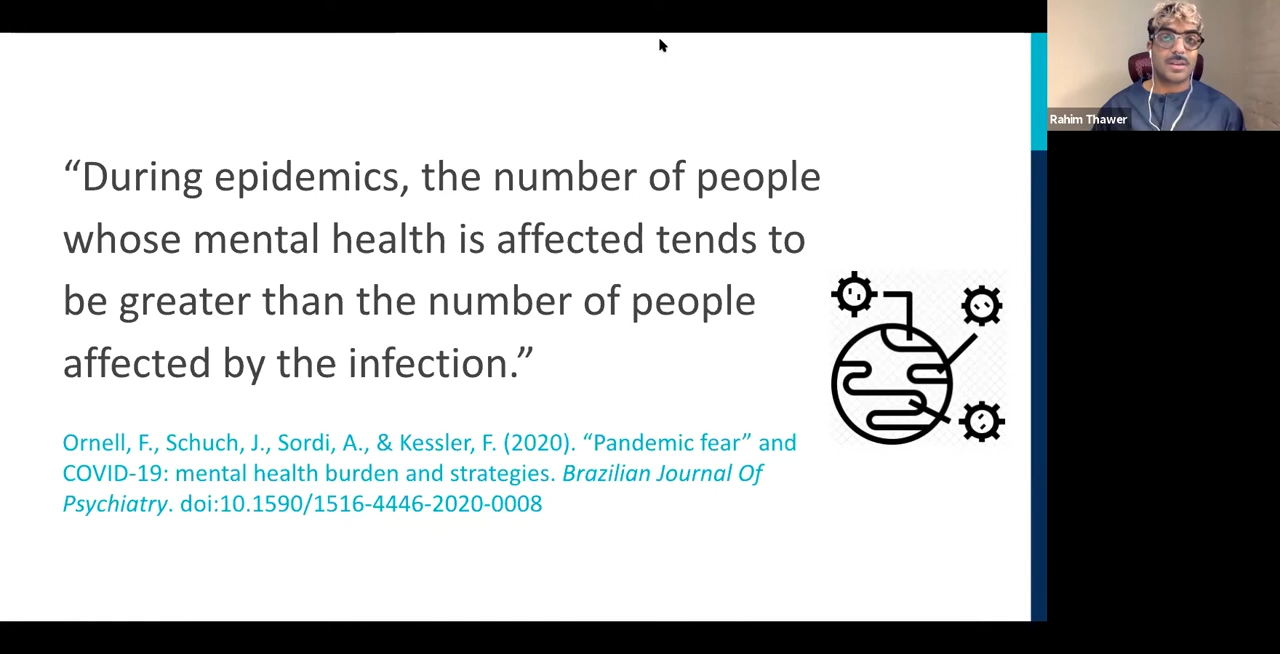 “During epidemics, the number of people
whose mental health is affected tends to
be greater than the number of people
affected by the infection.”
Ornell, F., Schuch, J., Sordi, A., & Kessler, F. (2020). “Pandemic fear” and
COVID-19: mental health burden and strategies. Brazilian Journal Of
Psychiatry. doi:10.1590/1516-4446-2020-0008
Rahim Thawer